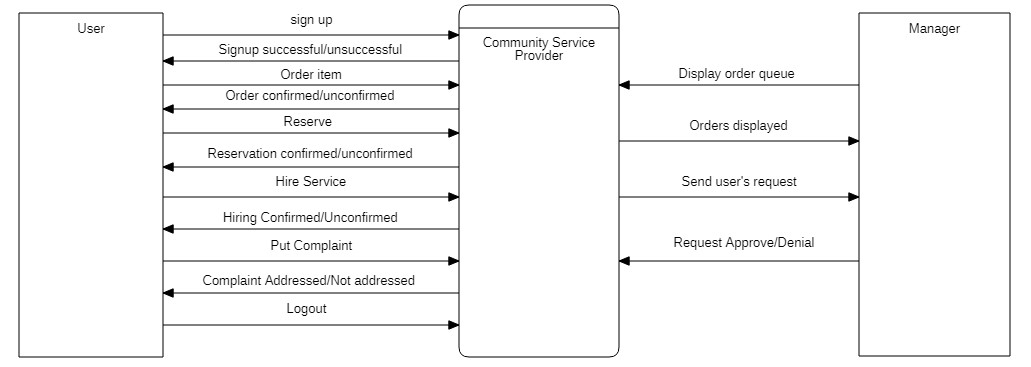 User
sign up
Signup successful/unsuccessful
Order item
Order confirmed/unconfirmed
Reserve
Reservation confirmed/unconfirmed
Hire Service
Hiring Confirmed/Unconfirmed
Put Complaint
Complaint Addressed/Not addressed
Logout
Community Service
Provider
Display order queue
Orders displayed
Send user's request
Request Approve/Denial
Manager